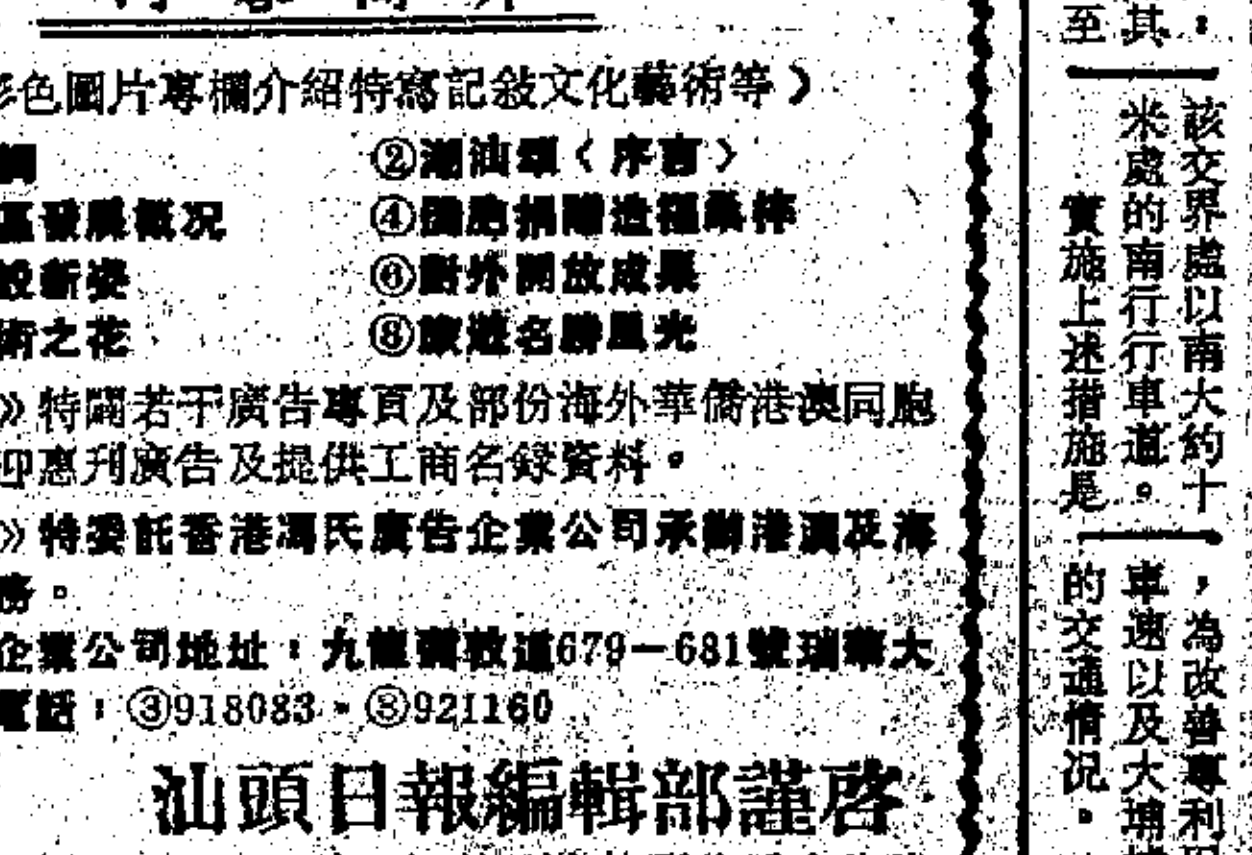 色圖片專欄介紹特寫記敍文化藝術等）
②潮汕頌〈序言〉
區發展概况
④僑胞捐贈造福桑梓
設新姿
⑥對外開放成果
術之花
⑧旅遊名勝風光
》特闢若干廣告專頁及部份海外華僑港澳同胞
迎惠刋廣告及提供工商名録資料。
》特委託香港馮氏廣告企業公司承辦港澳及海
務。
企業公司地址：九龍彌敦道679－681號瑞華大
電話：③918083．③921160
汕頭日報編輯部謹啓
其：
至
該交界處以南大約十
米處的南行行車道。
實施上述措施是
，為改善專利
車速以及大埔
的交通情况。